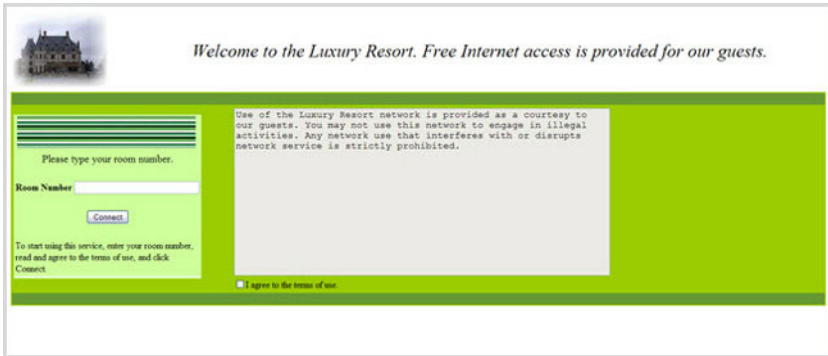 Welcome to the Luxury Resort. Free Internet access is provided for our guests.
Please type your room number.
Room Number
Connect
To start using this service, enter your room number,
read and agree to the terms of use, and click
Connect
Use of the Luxury Resort network is provided as a courtesy to
our guests. You may not use this network to engage in illegal
activities. Any network use that interferes with or disrupts
network service is strictly prohibited.
I agree to the terms of use.